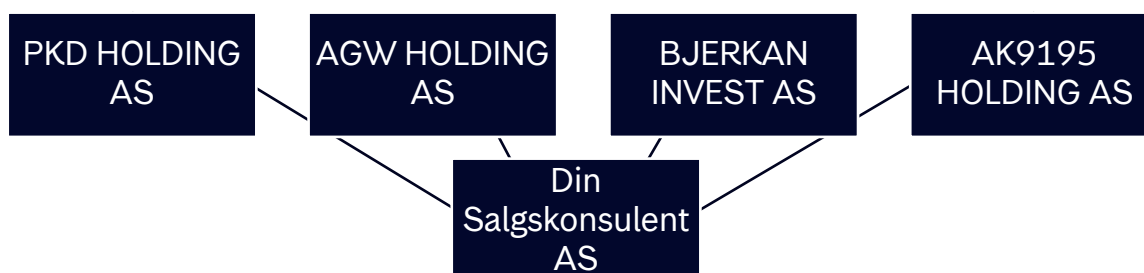 PKD HOLDING
AS
AGW HOLDING
AS
BJERKAN
INVEST AS
AK9195
HOLDING AS
Din
Salgskonsulent
AS